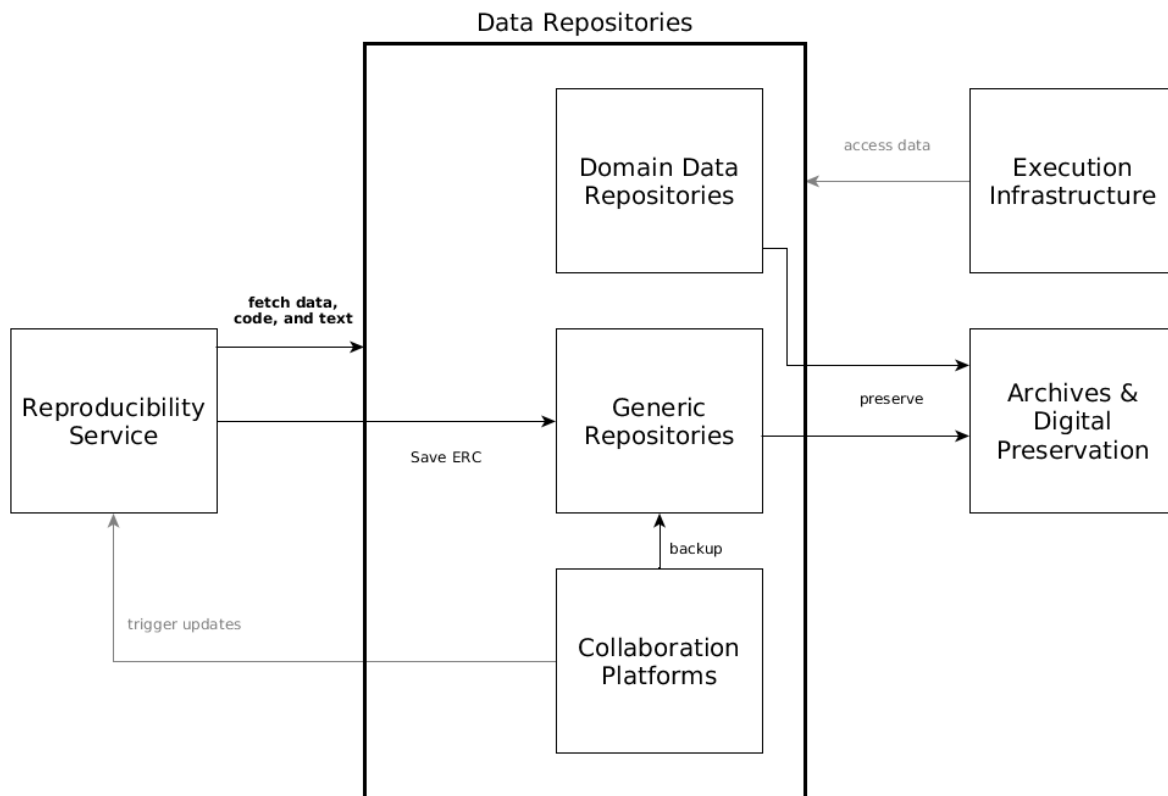 Data Repositories
Domain Data
Repositories
access data
Execution
Infrastructure
fetch data,
code, and text
Reproducibility
Service
Save ERC
Generic
Repositories
preserve
Archives &
Digital
Preservation
backup
trigger updates
Collaboration
Platforms